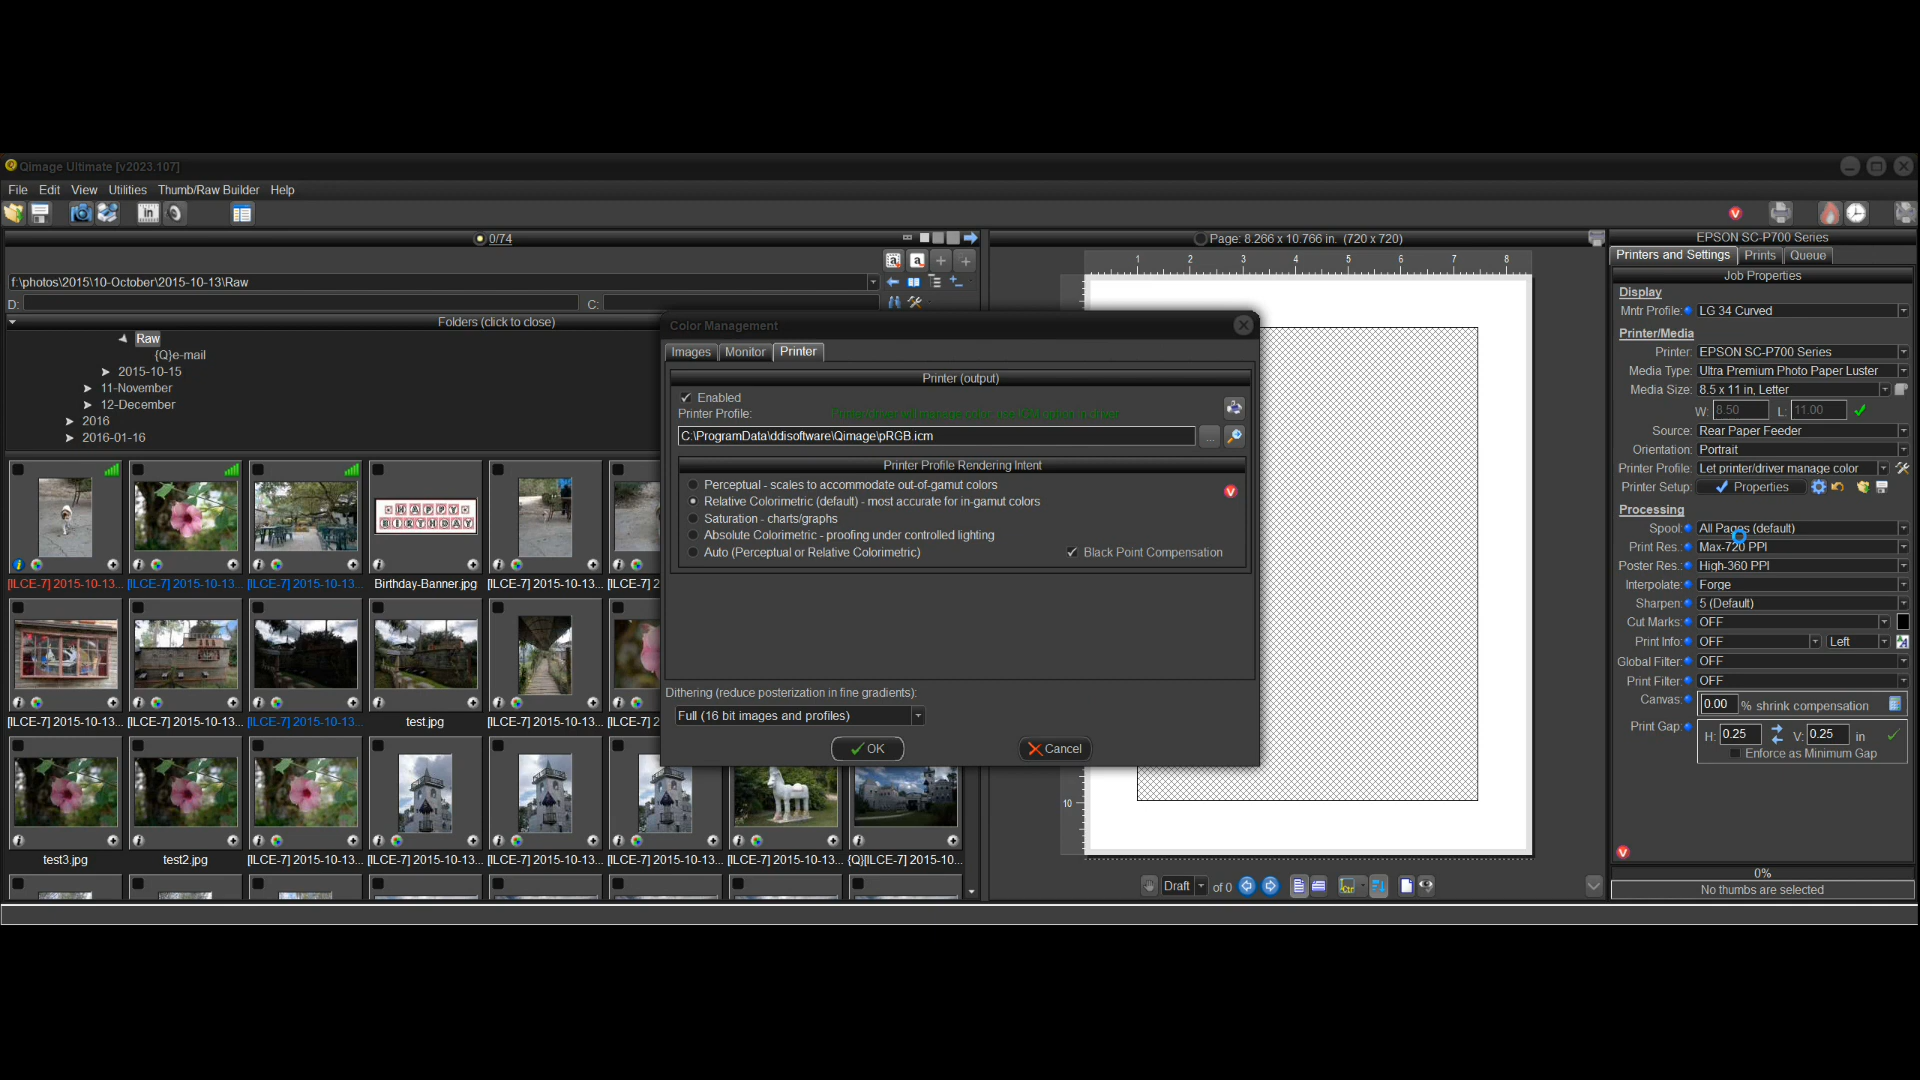 Qimage Ultimate [v2023.107]
File Edit View Utilities Thumb/Raw Builder Help
in
V
0/74
Page: 8.266 x 10.766 in. (720 x 720)
EPSON SC-P700 Series
Printers and Settings Prints Queue
Job Properties
f:\photos\2015\10-October\2015-10-13\Raw
D:
C:
Folders (click to close)
Raw
{Q}e-mail
2015-10-15
11-November
12-December
2016
2016-01-16
1 2 3 4 5 6 7 8
10
Color Management
Images Monitor Printer
Printer (output)
Enabled
Printer Profile:
C:\ProgramData\ddisoftware\Qimage\pRGB.icm
...
Printer Profile Rendering Intent
Perceptual - scales to accommodate out-of-gamut colors
Relative Colorimetric (default) - most accurate for in-gamut colors
Saturation - charts/graphs
Absolute Colorimetric - proofing under controlled lighting
Auto (Perceptual or Relative Colorimetric)
Black Point Compensation
Dithering (reduce posterization in fine gradients):
Full (16 bit images and profiles)
OK
Cancel
HAPPY
BIRTHDAY
[ILCE-7] 2015-10-13... [ILCE-7] 2015-10-13... [ILCE-7] 2015-10-13... Birthday-Banner.jpg [ILCE-7] 2015-10-13... [ILCE-7] 2
[ILCE-7] 2015-10-13... [ILCE-7] 2015-10-13... [ILCE-7] 2015-10-13... test.jpg [ILCE-7] 2015-10-13... [ILCE-7] 2
test3.jpg test2.jpg [ILCE-7] 2015-10-13... [ILCE-7] 2015-10-13... [ILCE-7] 2015-10-13... [ILCE-7] 2015-10-13... [ILCE-7] 2015-10-13... {Q}[ILCE-7] 2015-10...
Draft of 0
Display
Mntr Profile: LG 34 Curved
Printer/Media
Printer: EPSON SC-P700 Series
Media Type: Ultra Premium Photo Paper Luster
Media Size: 8.5 x 11 in, Letter
W: 8.50 L: 11.00
Source: Rear Paper Feeder
Orientation: Portrait
Printer Profile: Let printer/driver manage color
Printer Setup: Properties
Processing
Spool: All Pages (default)
Print Res.: Max-720 PPI
Poster Res.: High-360 PPI
Interpolate: Forge
Sharpen: 5 (Default)
Cut Marks: OFF
Print Info: OFF Left
Global Filter: OFF
Print Filter: OFF
Canvas: 0.00 % shrink compensation
Print Gap: H: 0.25 V: 0.25 in
Enforce as Minimum Gap
0%
No thumbs are selected